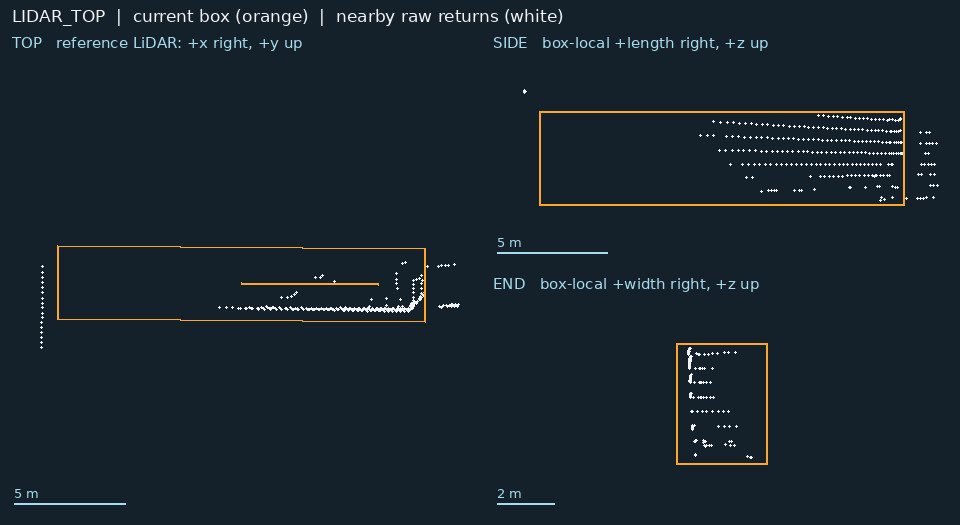 LIDAR_TOP | current box (orange) | nearby raw returns (white)
TOP reference LiDAR: +x right, +y up
SIDE box-local +length right, +z up
5 m
END box-local +width right, +z up
5 m
2 m